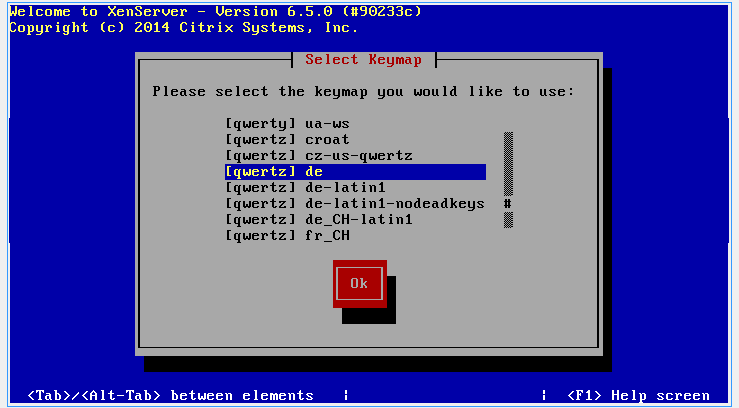 Welcome to XenServer - Version 6.5.0 (#90233c)
Copyright (c) 2014 Citrix Systems, Inc.
Select Keymap
Please select the keymap you would like to use:
[qwerty] ua-ws
[qwertz] croat
[qwertz] cz-us-qwertz
[qwertz] de
[qwertz] de-latin1
[qwertz] de-latin1-nodeadkeys #
[qwertz] de_CH-latin1
[qwertz] fr_CH
Ok
<Tab>/<Alt-Tab> between elements | | <F1> Help screen